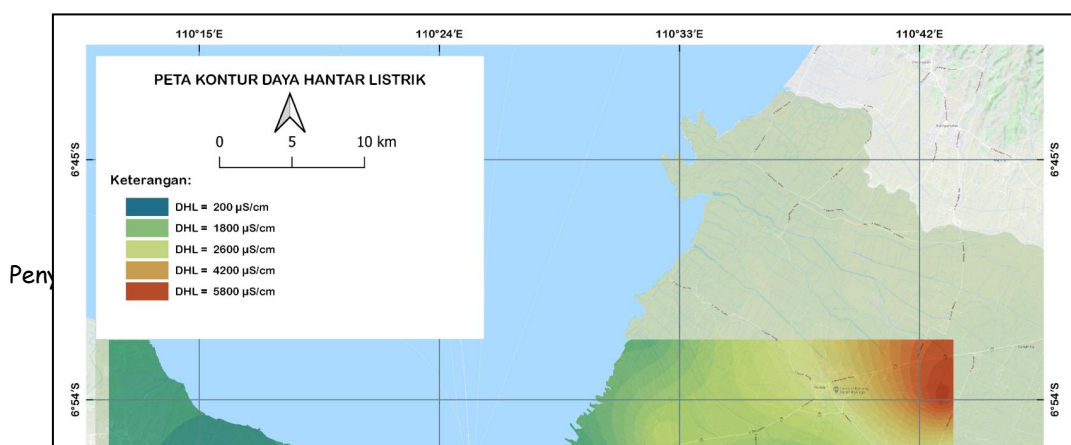 110°15'E 110°24'E 110°33'E 110°42'E
PETA KONTUR DAYA HANTAR LISTRIK
0 5 10 km
6°45'S 6°45'S
Keterangan:
DHL = 200 µS/cm
DHL = 1800 µS/cm
DHL = 2600 µS/cm
DHL = 4200 µS/cm
DHL = 5800 µS/cm
Peny
6°54'S 6°54'S